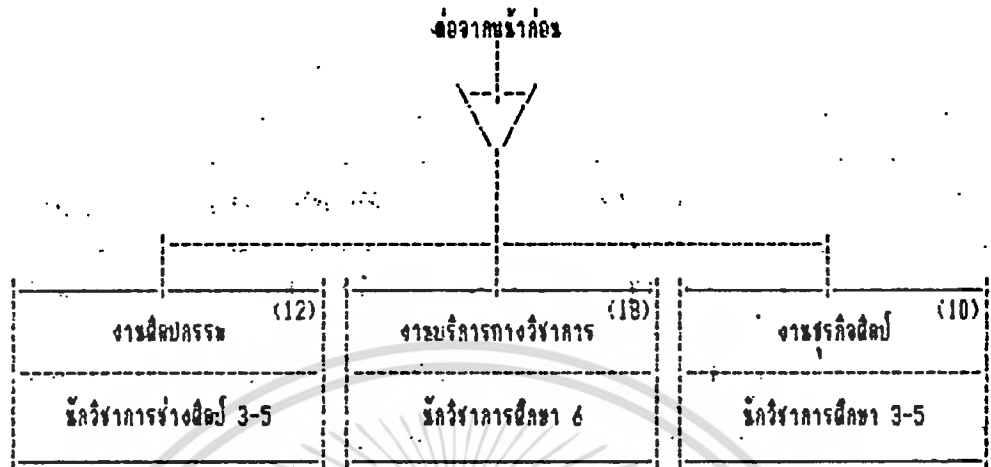 ต่อจากหน้าก่อน
(12)
งานศิลปกรรม
นักวิชาการช่างศิลป์ 3-5
(18)
งานบริการทางวิชาการ
นักวิชาการศึกษา 6
(10)
งานธุรกิจศิลป์
นักวิชาการศึกษา 3-5